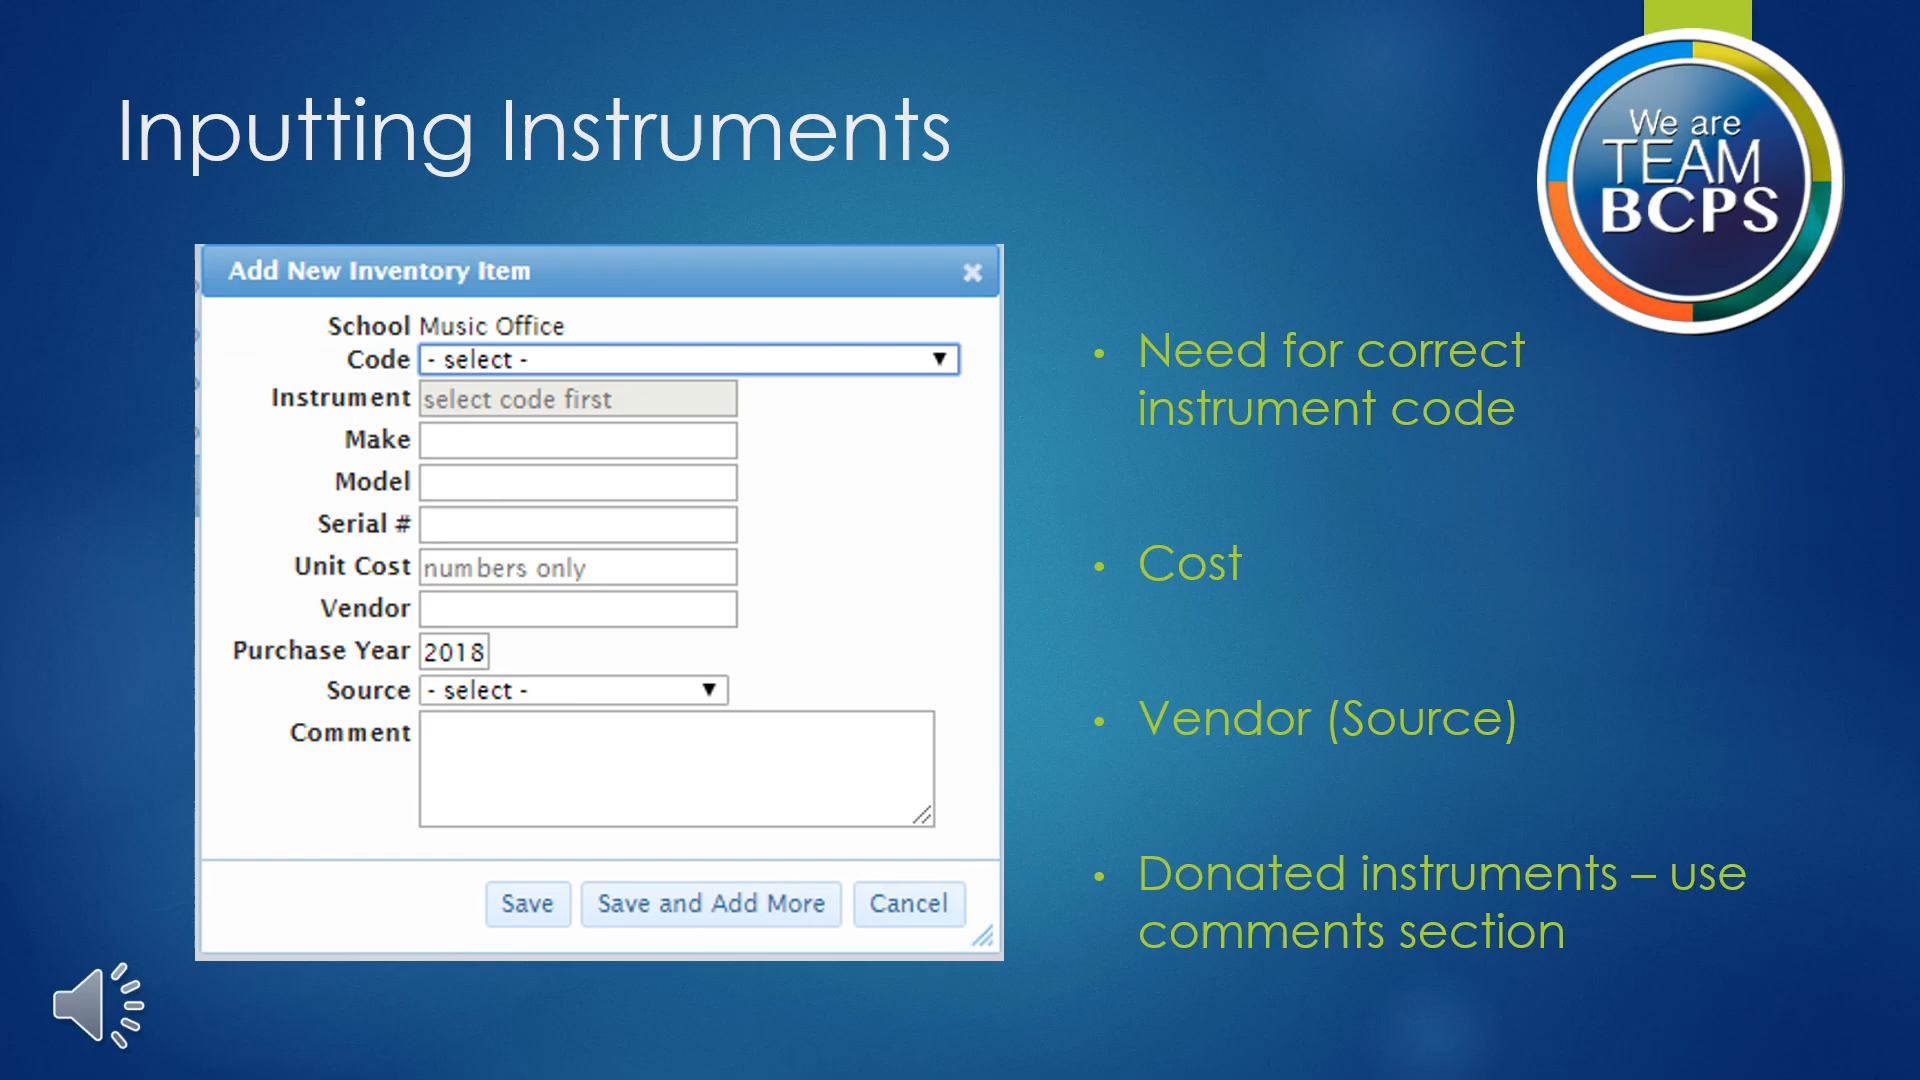 Inputting Instruments
We are
TEAM
BCPS
Add New Inventory Item
School Music Office
Code - select -
Instrument select code first
Make
Model
Serial #
Unit Cost numbers only
Vendor
Purchase Year 2018
Source - select -
Comment
Save Save and Add More Cancel
• Need for correct
instrument code
• Cost
• Vendor (Source)
• Donated instruments – use
comments section